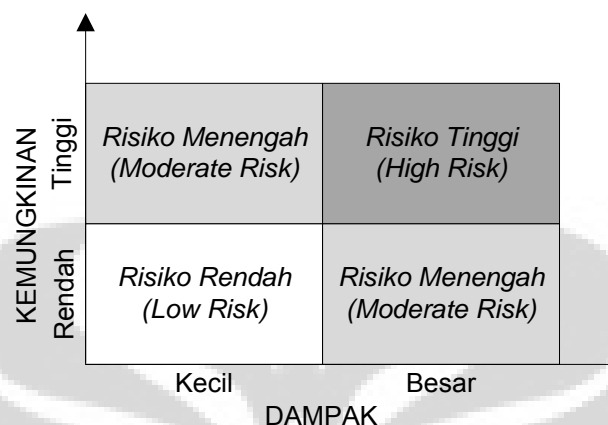 KEMUNGKINAN
Tinggi
Risiko Menengah
(Moderate Risk)
Risiko Tinggi
(High Risk)
Rendah
Risiko Rendah
(Low Risk)
Risiko Menengah
(Moderate Risk)
Kecil
Besar
DAMPAK